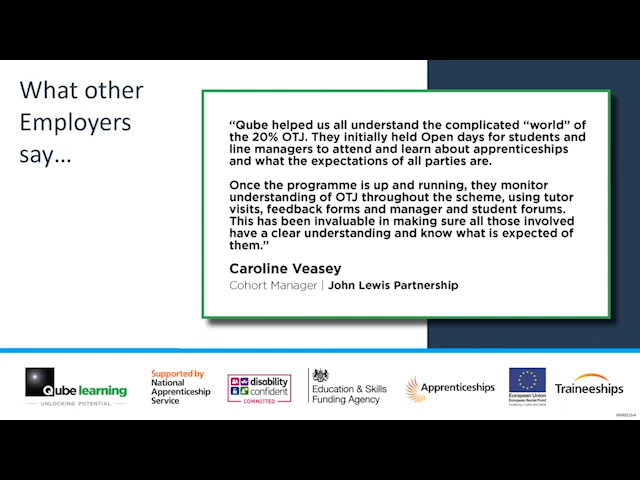 What other
Employers
say...
“Qube helped us all understand the complicated “world” of
the 20% OTJ. They initially held Open days for students and
line managers to attend and learn about apprenticeships
and what the expectations of all parties are.
Once the programme is up and running, they monitor
understanding of OTJ throughout the scheme, using tutor
visits, feedback forms and manager and student forums.
This has been invaluable in making sure all those involved
have a clear understanding and know what is expected of
them.”
Caroline Veasey
Cohort Manager | John Lewis Partnership
Qube learning
UNLOCKING POTENTIAL
Supported by
National
Apprenticeship
Service
disability
confident
COMMITTED
Education & Skills
Funding Agency
Apprenticeships
European Union
European Social Fund
Traineeships